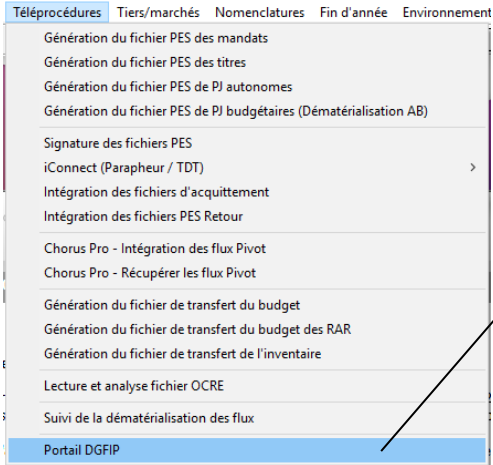 Téléprocédures Tiers/marchés Nomenclatures Fin d'année Environnement
Génération du fichier PES des mandats
Génération du fichier PES des titres
Génération du fichier PES de PJ autonomes
Génération du fichier PES de PJ budgétaires (Dématérialisation AB)
Signature des fichiers PES
iConnect (Parapheur / TDT)
Intégration des fichiers d'acquittement
Intégration des fichiers PES Retour
Chorus Pro - Intégration des flux Pivot
Chorus Pro - Récupérer les flux Pivot
Génération du fichier de transfert du budget
Génération du fichier de transfert du budget des RAR
Génération du fichier de transfert de l'inventaire
Lecture et analyse fichier OCRE
Suivi de la dématérialisation des flux
Portail DGFIP